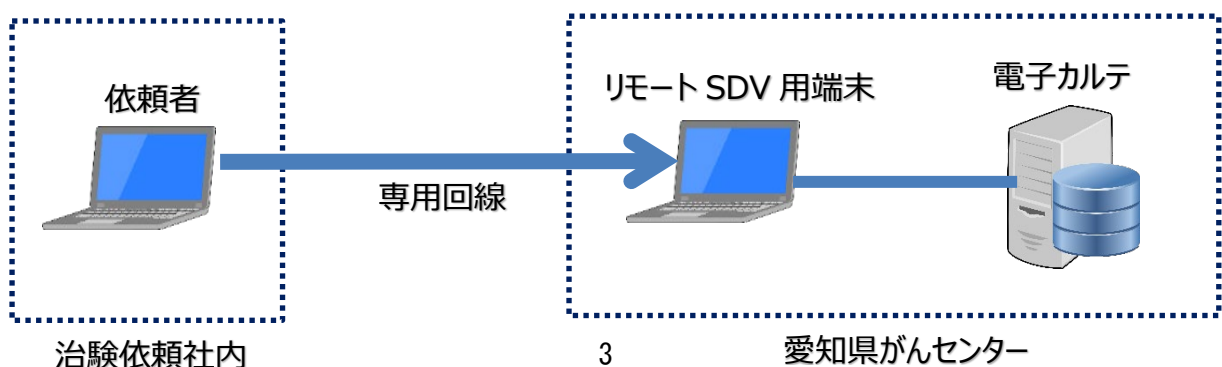 依頼者
リモート SDV 用端末
電子カルテ
専用回線
治験依頼社内
3
愛知県がんセンター